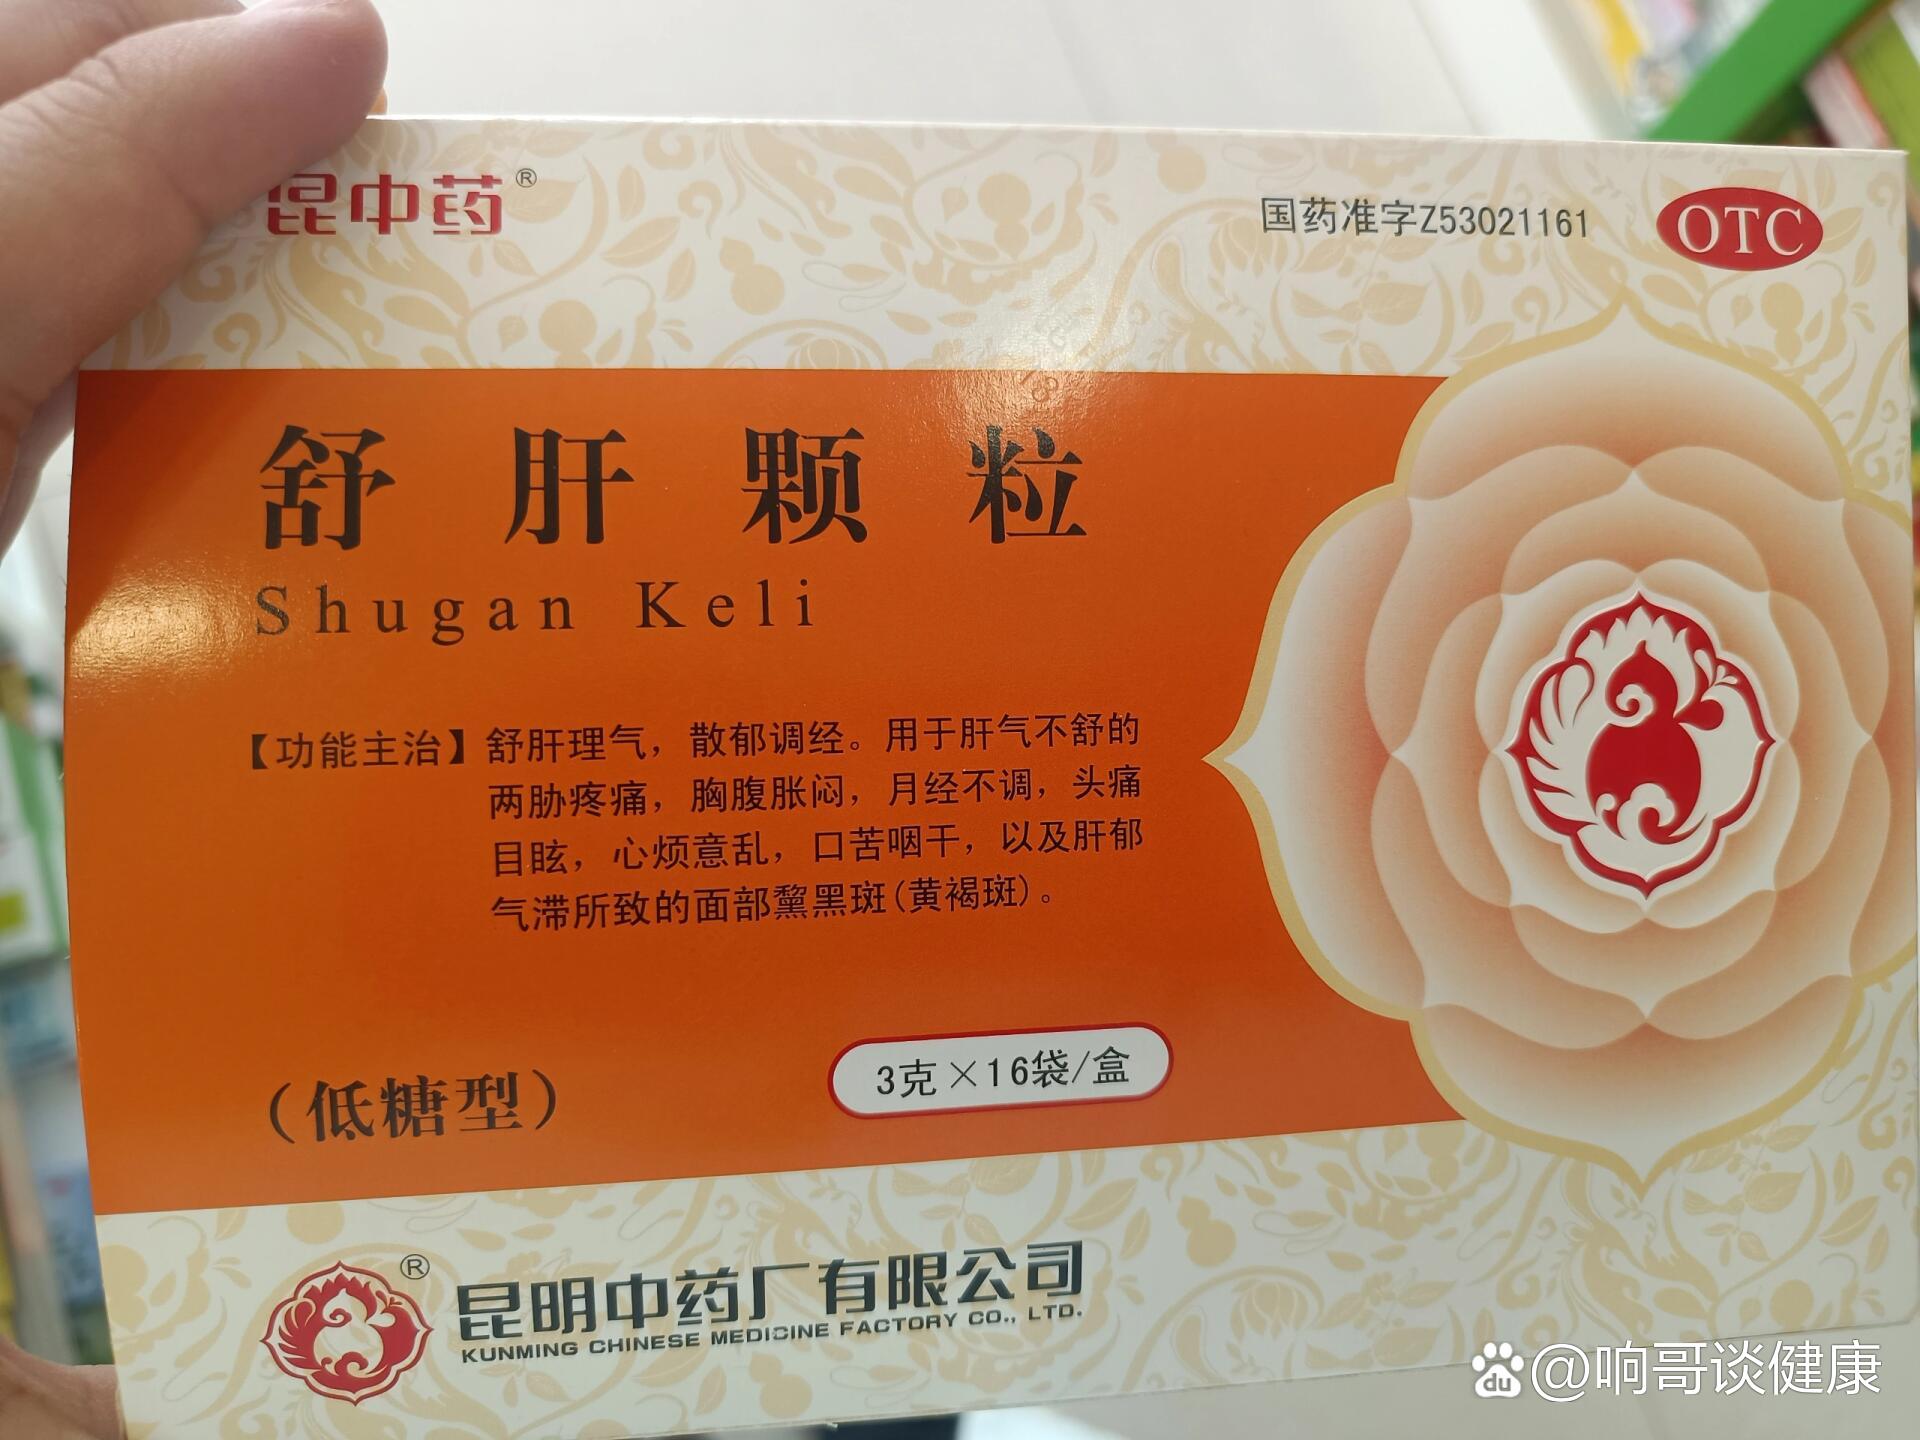 昆中药®
国药准字Z53021161
OTC
舒肝颗粒
Shugan Keli
【功能主治】舒肝理气，散郁调经。用于肝气不舒的
两胁疼痛，胸腹胀闷，月经不调，头痛
目眩，心烦意乱，口苦咽干，以及肝郁
气滞所致的面部黧黑斑(黄褐斑)。
（低糖型）
3克×16袋/盒
®
昆明中药厂有限公司
KUNMING CHINESE MEDICINE FACTORY CO., LTD.
du @响哥谈健康